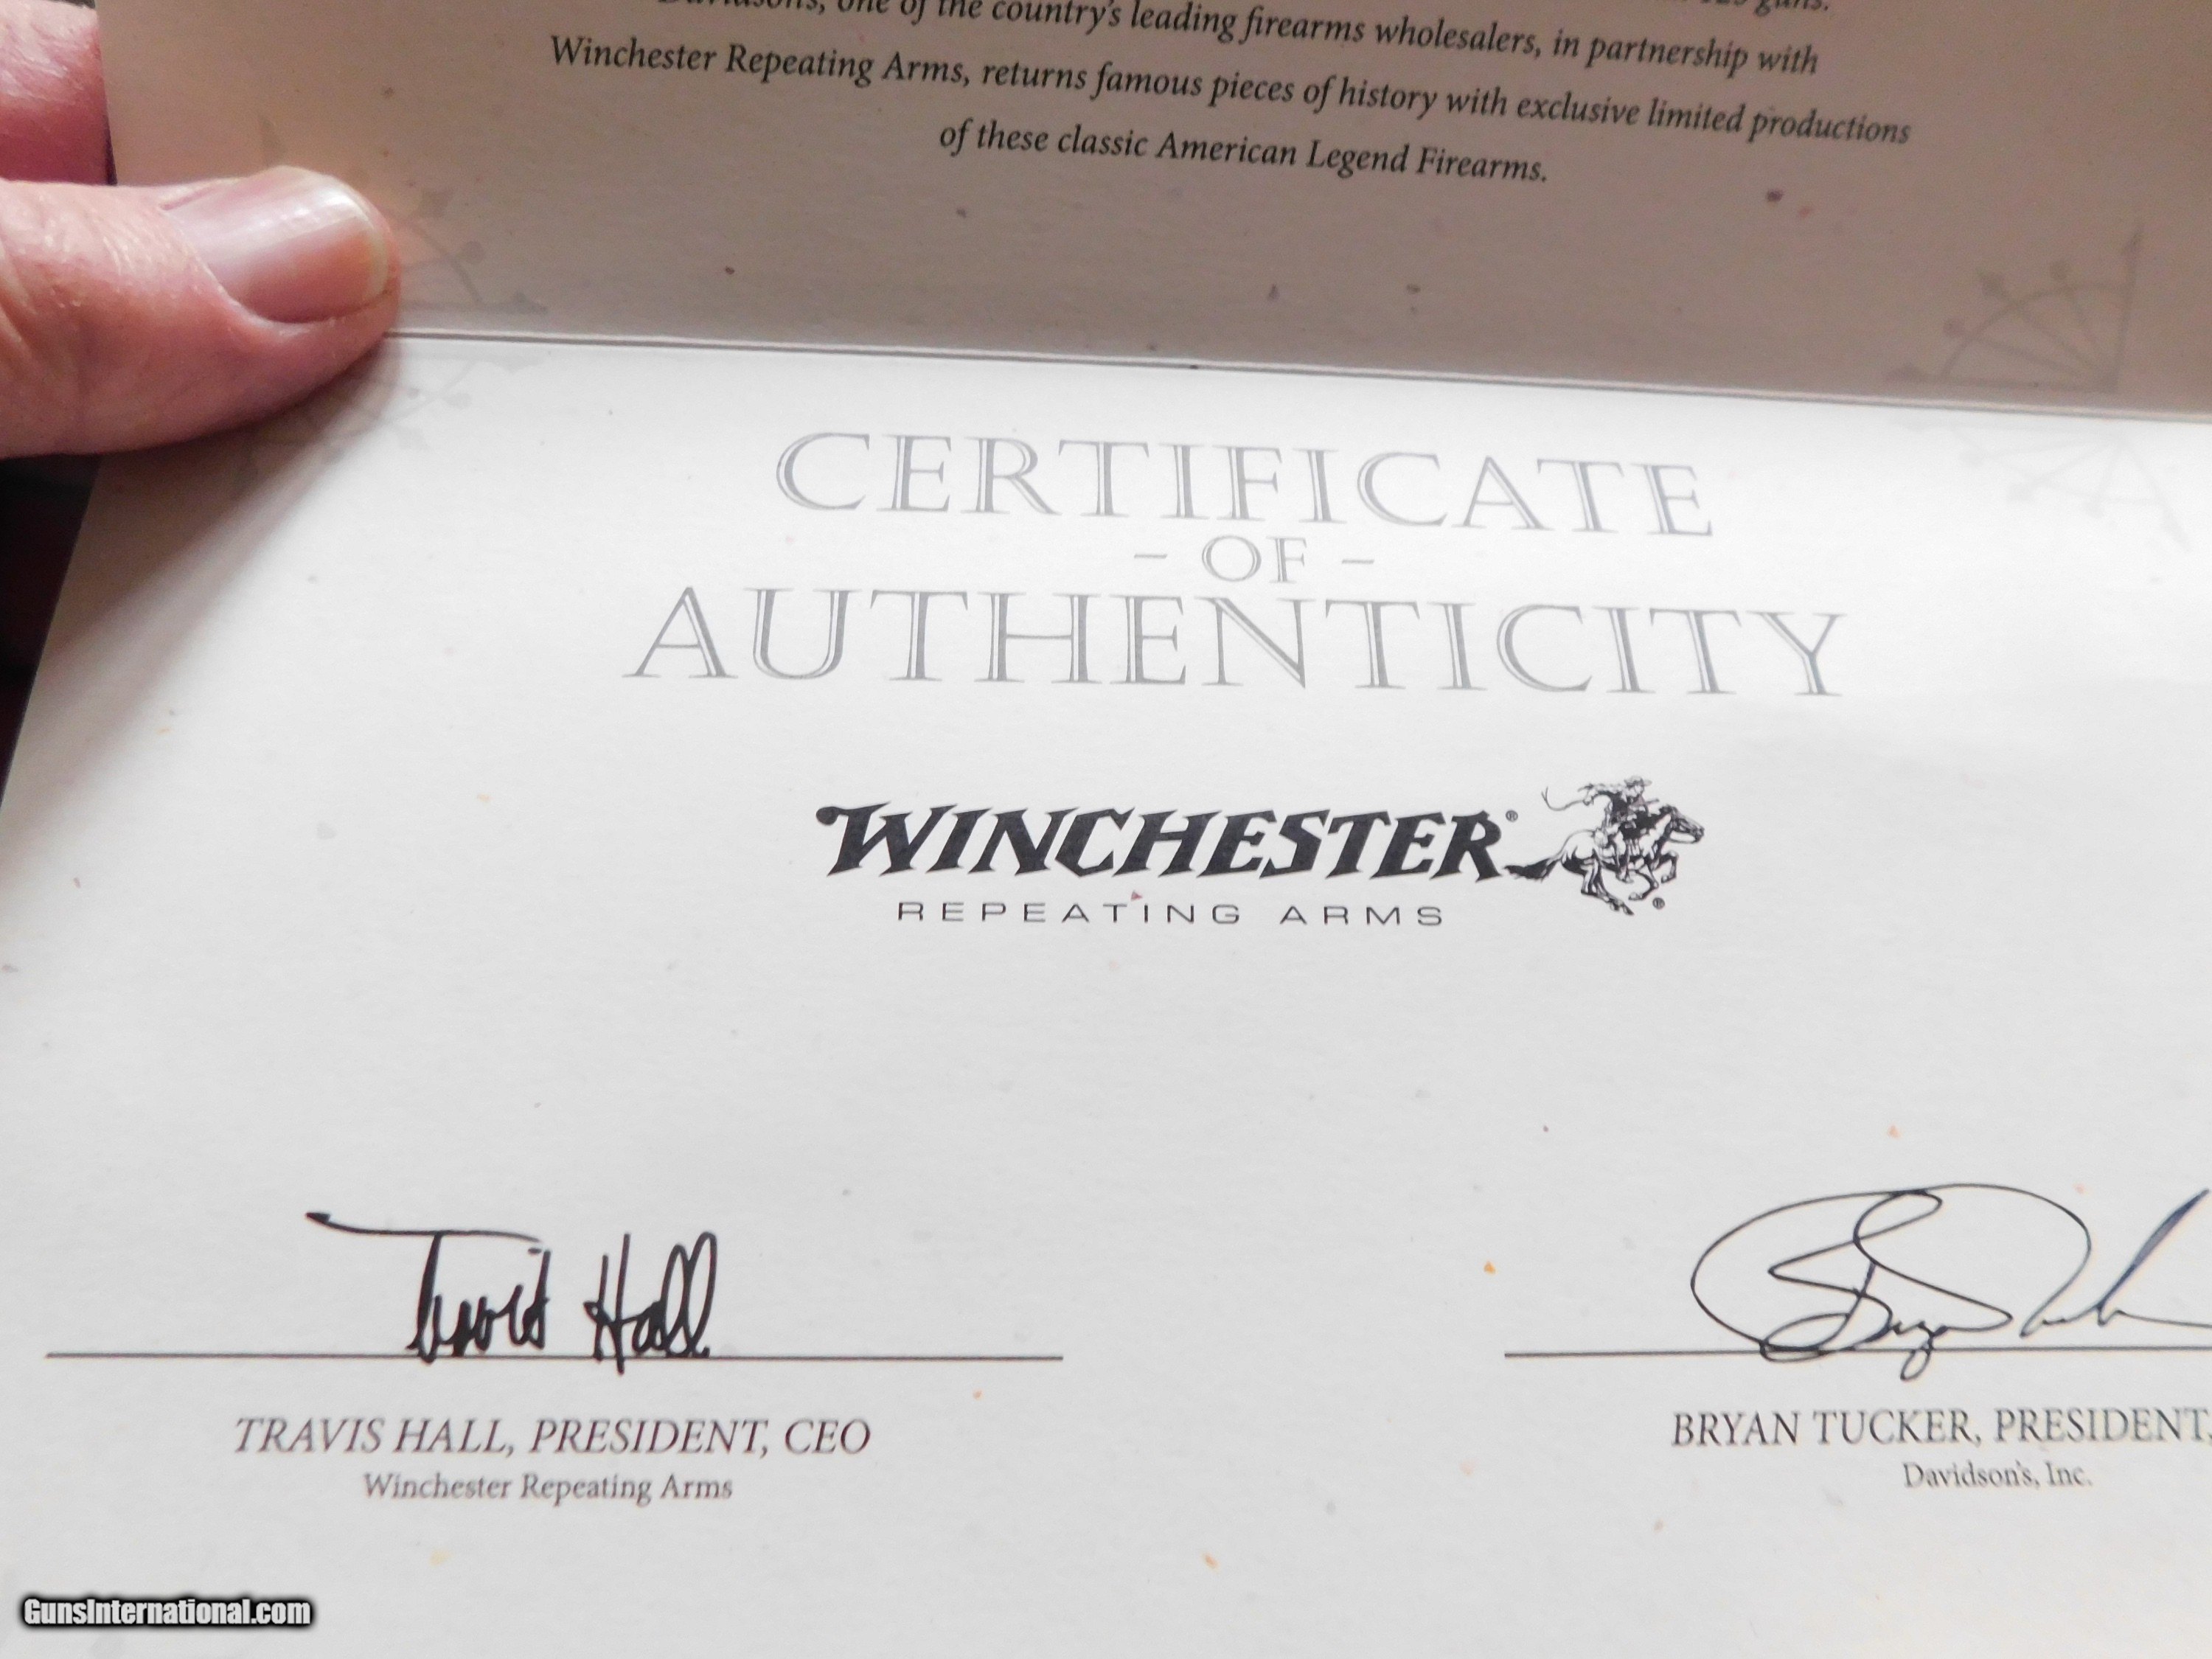 one of the country's leading firearms wholesalers, in partnership with
Winchester Repeating Arms, returns famous pieces of history with exclusive limited productions
of these classic American Legend Firearms.
CERTIFICATE
- OF -
AUTHENTICITY
WINCHESTER®
®
REPEATING ARMS
Travis Hall
TRAVIS HALL, PRESIDENT, CEO
Winchester Repeating Arms
BRYAN TUCKER, PRESIDENT,
Davidson's, Inc.
GunsInternational.com